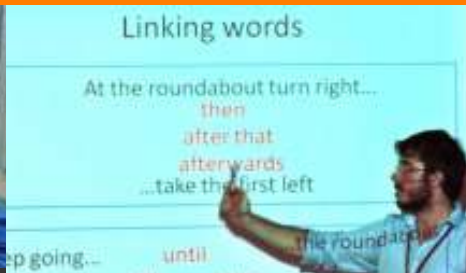 Linking words
At the roundabout turn right...
then
after that
afterwards
...take the first left
ep going... until ...the roundabout